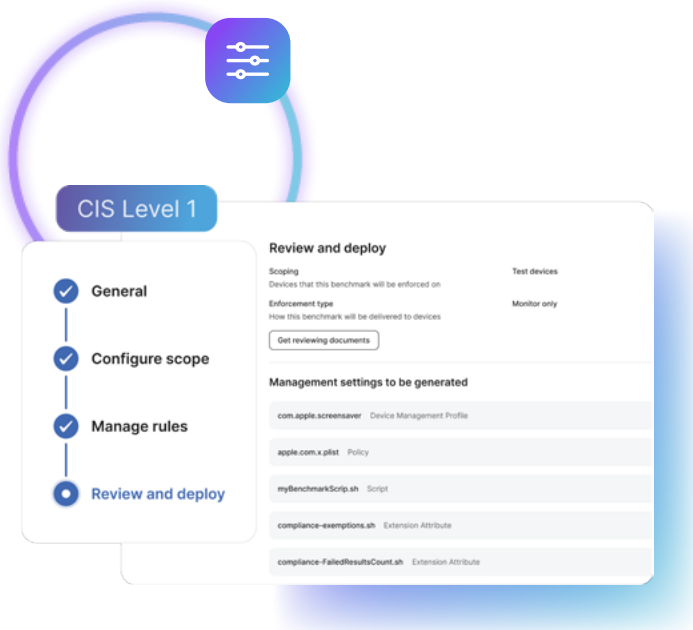 CIS Level 1
General
Configure scope
Manage rules
Review and deploy
Review and deploy
Scoping
Test devices
Devices that this benchmark will be enforced on
Enforcement type
Monitor only
How this benchmark will be delivered to devices
Get reviewing documents
Management settings to be generated
com.apple.screensaver Device Management Profile
apple.com.x.plist Policy
myBenchmarkScrip.sh Script
compliance-exemptions.sh Extension Attribute
compliance-FailedResultsCount.sh Extension Attribute